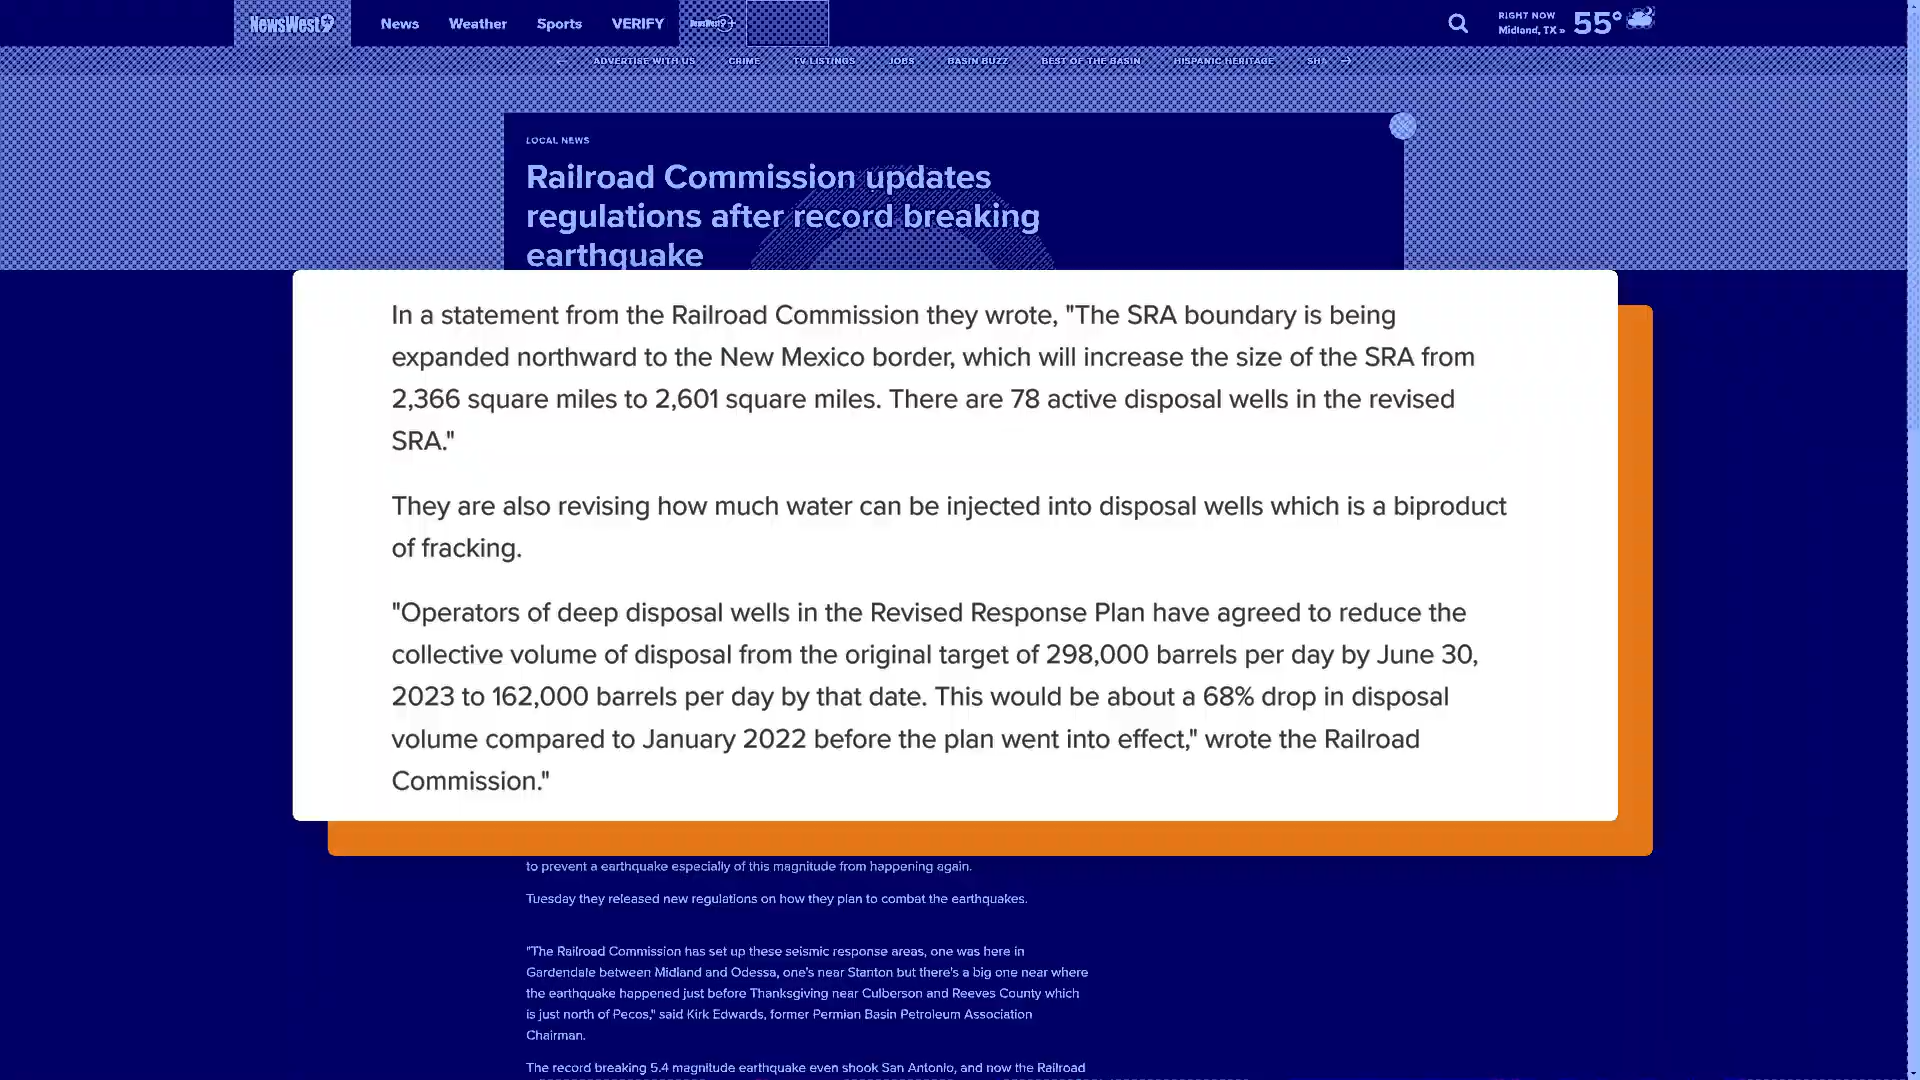 NewsWest9
News
Weather
Sports
VERIFY
NewsWest9+
RIGHT NOW
Midland, TX »
55°
ADVERTISE WITH US
CRIME
TV LISTINGS
JOBS
BASIN BUZZ
BEST OF THE BASIN
HISPANIC HERITAGE
SHA
LOCAL NEWS
Railroad Commission updates
regulations after record breaking
earthquake
In a statement from the Railroad Commission they wrote, "The SRA boundary is being
expanded northward to the New Mexico border, which will increase the size of the SRA from
2,366 square miles to 2,601 square miles. There are 78 active disposal wells in the revised
SRA."
They are also revising how much water can be injected into disposal wells which is a biproduct
of fracking.
"Operators of deep disposal wells in the Revised Response Plan have agreed to reduce the
collective volume of disposal from the original target of 298,000 barrels per day by June 30,
2023 to 162,000 barrels per day by that date. This would be about a 68% drop in disposal
volume compared to January 2022 before the plan went into effect," wrote the Railroad
Commission."
to prevent a earthquake especially of this magnitude from happening again.
Tuesday they released new regulations on how they plan to combat the earthquakes.
"The Railroad Commission has set up these seismic response areas, one was here in
Gardendale between Midland and Odessa, one's near Stanton but there's a big one near where
the earthquake happened just before Thanksgiving near Culberson and Reeves County which
is just north of Pecos," said Kirk Edwards, former Permian Basin Petroleum Association
Chairman.
The record breaking 5.4 magnitude earthquake even shook San Antonio, and now the Railroad